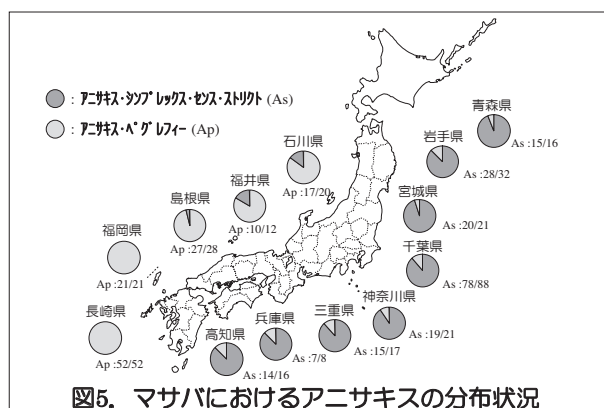 : アニサキス・シンプレックス・センス・ストリクト (As)
: アニサキス・ペグレフィー (Ap)
青森県
As :15/16
岩手県
As :28/32
宮城県
As :20/21
千葉県
As :78/88
神奈川県
As :19/21
三重県
As :15/17
兵庫県
As :7/8
高知県
As :14/16
石川県
Ap :17/20
福井県
Ap :10/12
島根県
Ap :27/28
福岡県
Ap :21/21
長崎県
Ap :52/52
図5. マサバにおけるアニサキスの分布状況